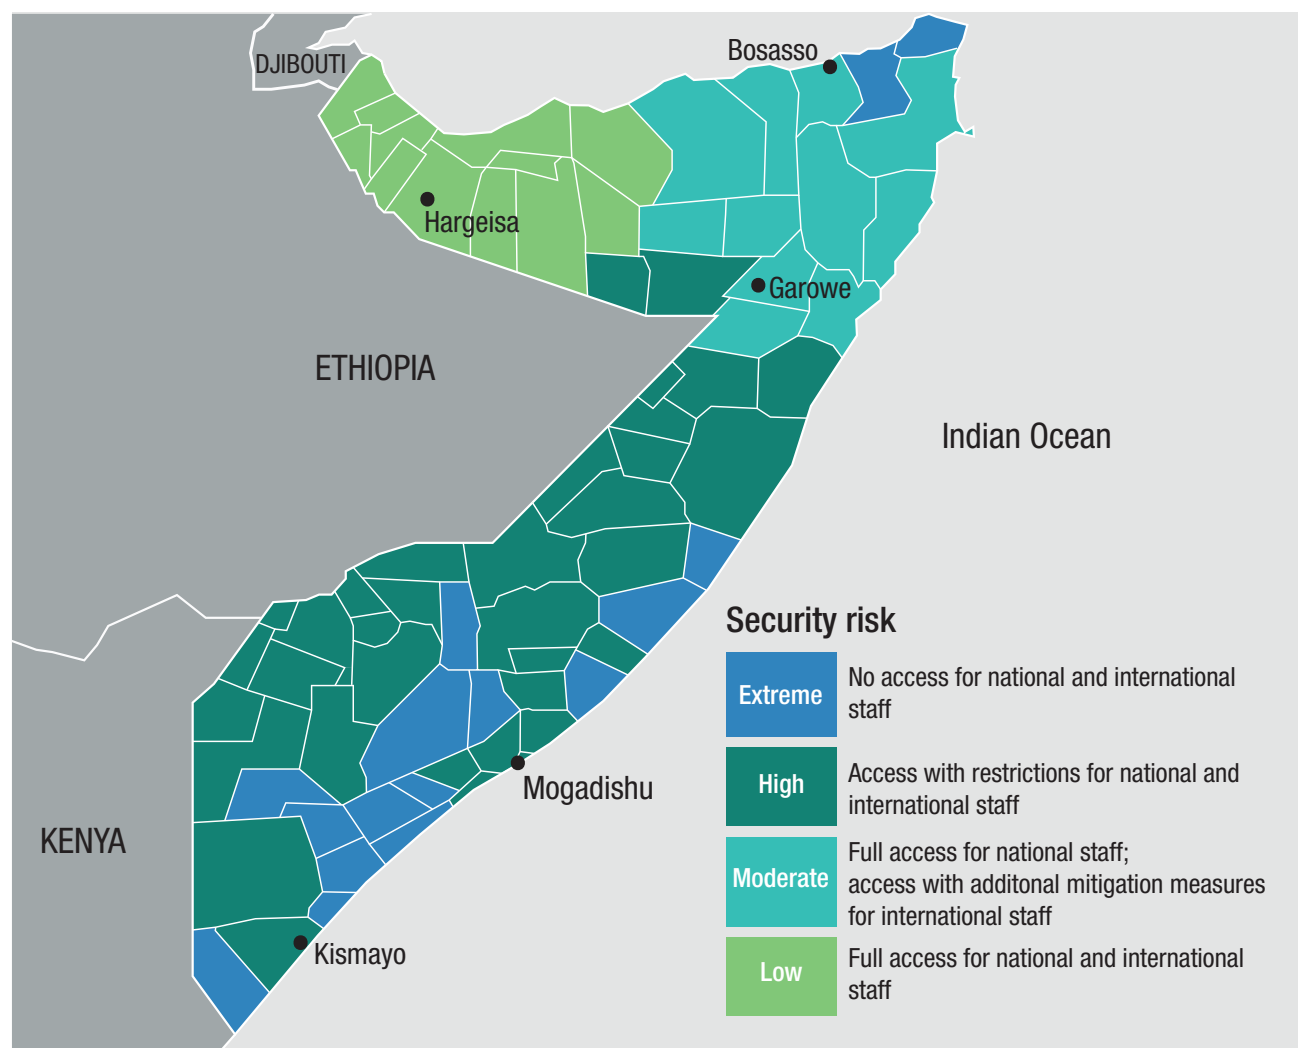 DJIBOUTI
Bosasso
Hargeisa
Garowe
ETHIOPIA
Indian Ocean
Mogadishu
KENYA
Kismayo
Security risk
Extreme
No access for national and international
staff
High
Access with restrictions for national and
international staff
Moderate
Full access for national staff;
access with additonal mitigation measures
for international staff
Low
Full access for national and international
staff